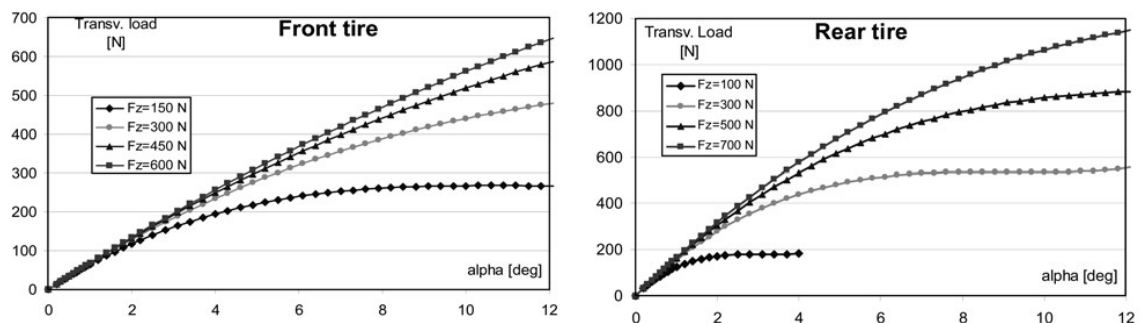 Front tire
Transv. load
[N]
700
600
500
400
300
200
100
0
Fz=150 N
Fz=300 N
Fz=450 N
Fz=600 N
alpha [deg]
0 2 4 6 8 10 12
Rear tire
Transv. Load
[N]
1200
1000
800
600
400
200
0
Fz=100 N
Fz=300 N
Fz=500 N
Fz=700 N
alpha [deg]
0 2 4 6 8 10 12